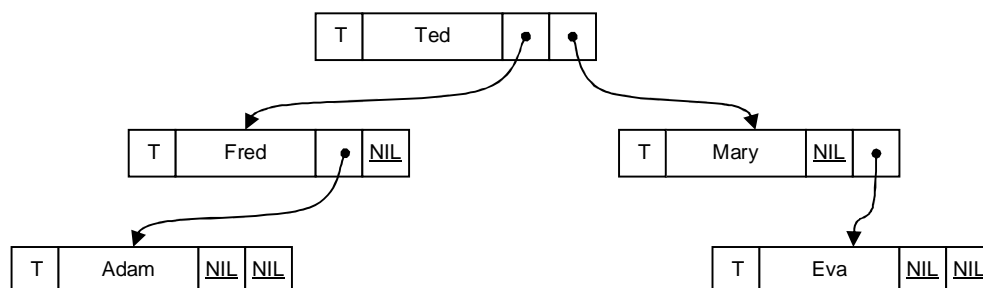 T Ted
T Fred NIL T Mary NIL
T Adam NIL NIL T Eva NIL NIL